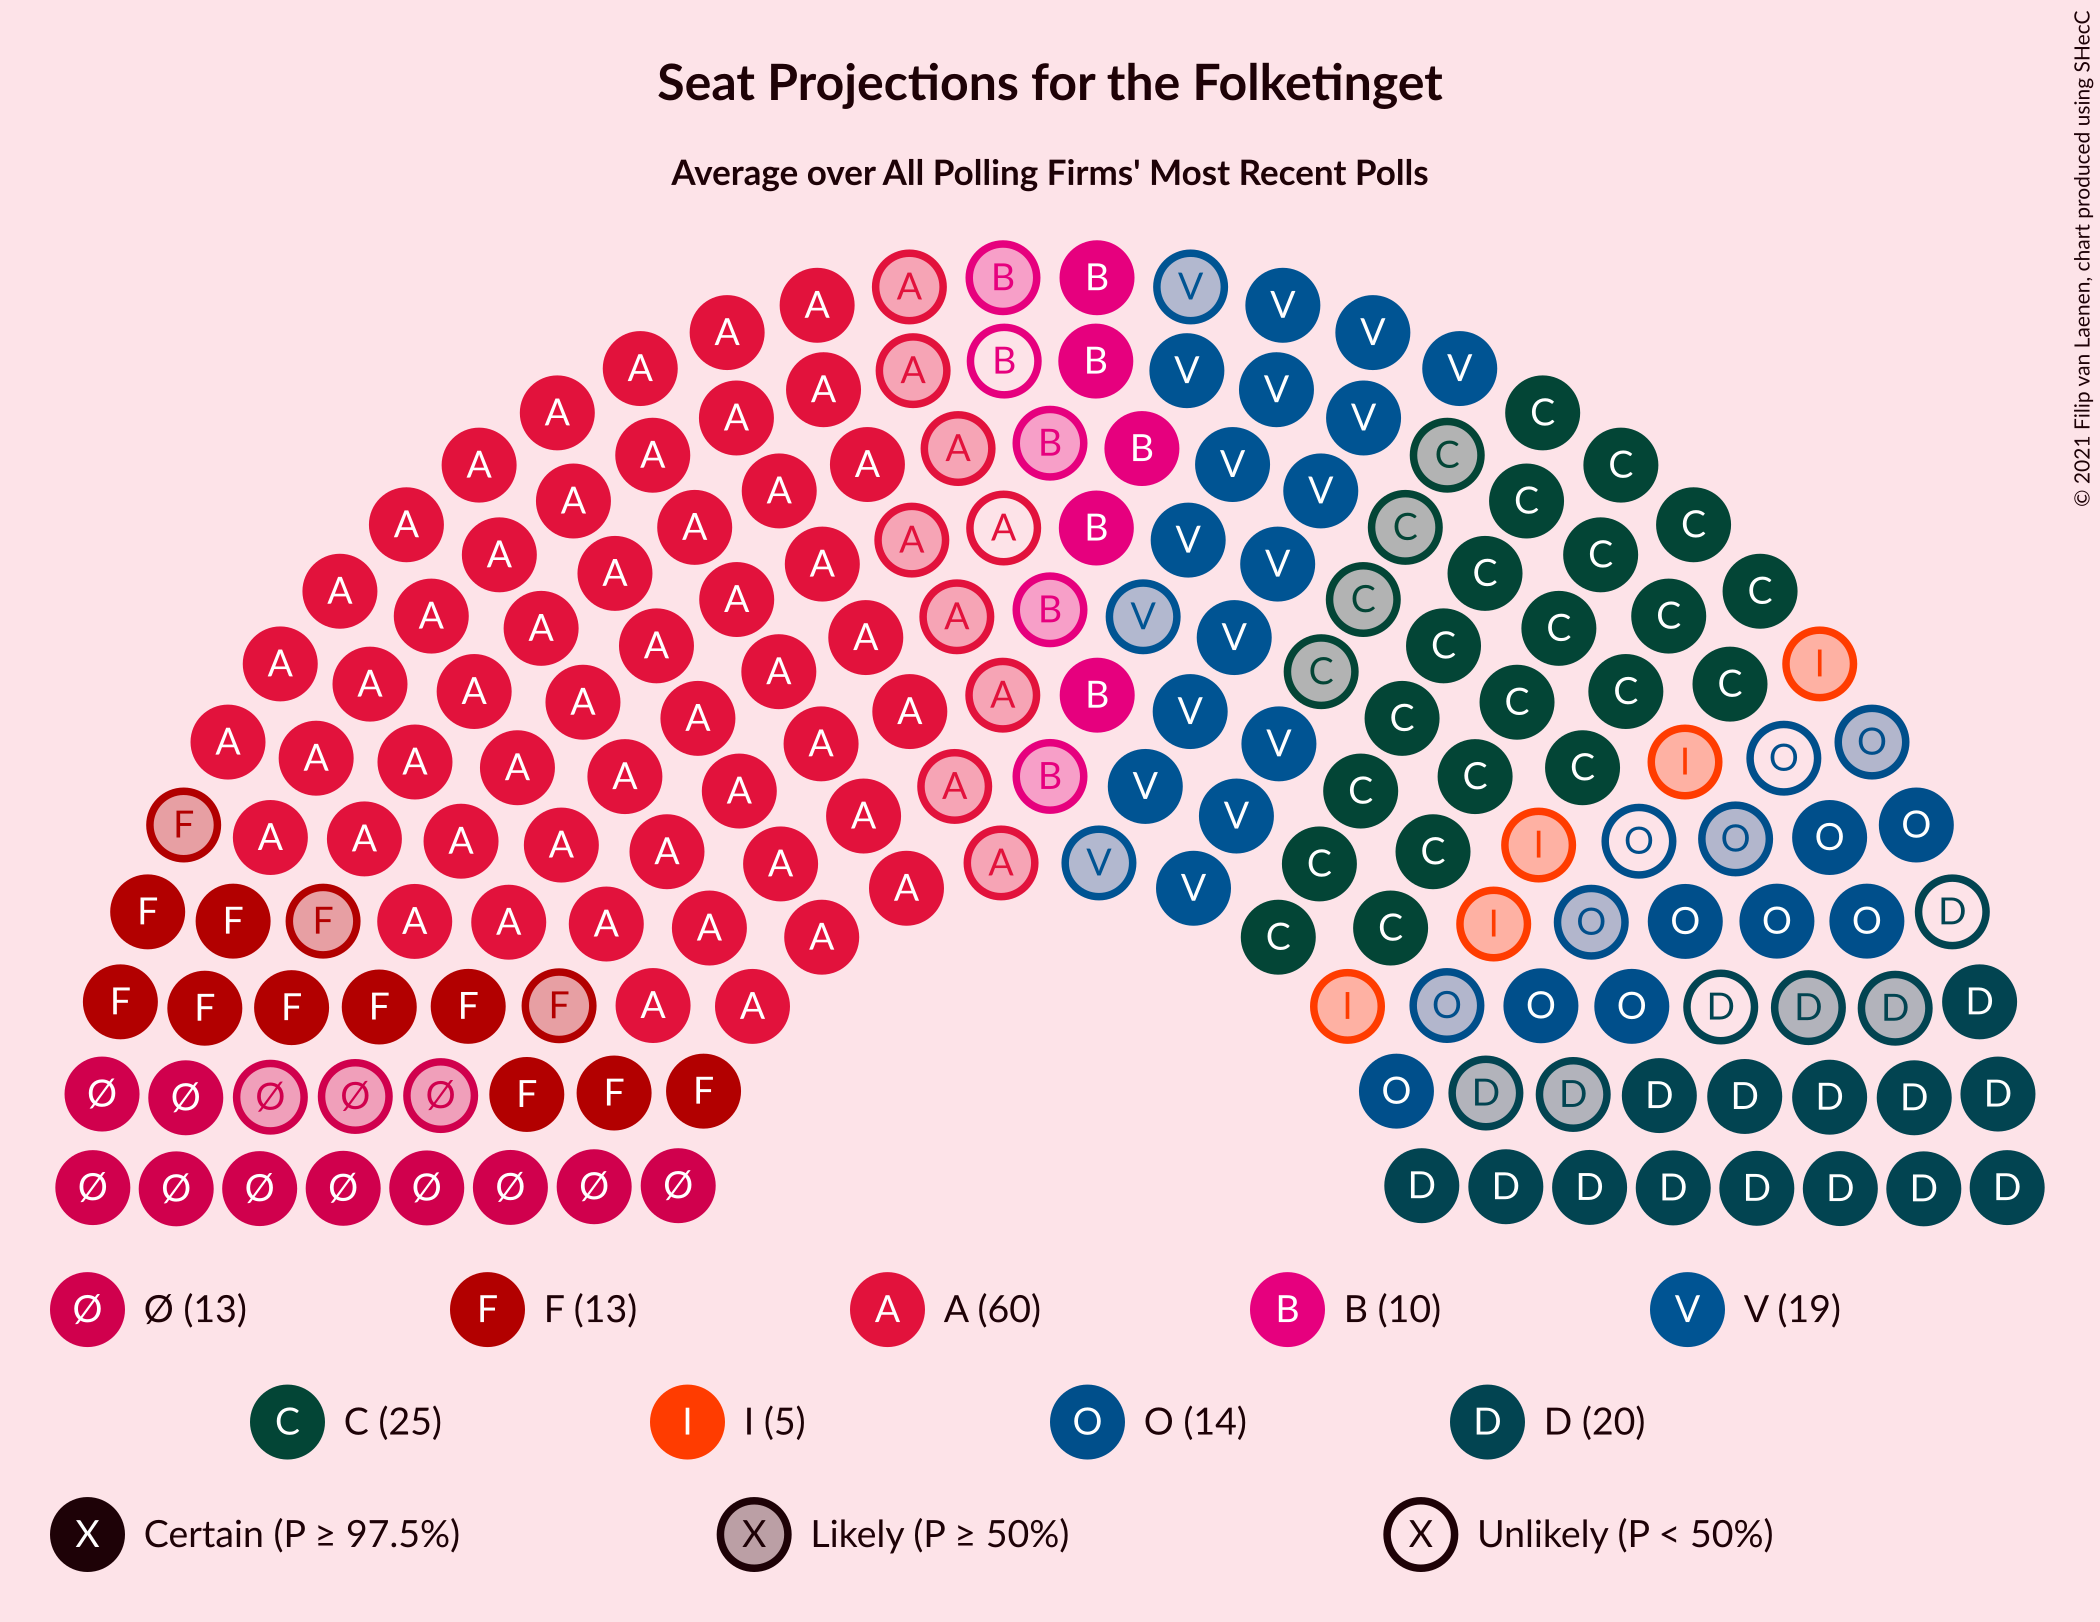 Seat Projections for the Folketinget
Average over All Polling Firms' Most Recent Polls
© 2021 Filip van Laenen, chart produced using SHecC
B B
A V
A V
A V
B B
A A V V
A V
A A V C
A A B B C
A A V C
A A V C
A A A B C C
A A V C
A A V C
A A C C
A A B V C
A A V C
A C
A A C I
A A A B C C
A A A V C C
A A V O
A A A A B C C I O
A A V C
F A V O
A A A A A A A V C C I O O O
A V
F F F A A A A A C C I O O O O D
F F F F F F A A I O O O D D D D
Ø Ø Ø Ø Ø F F F O D D D D D D D
Ø Ø Ø Ø Ø Ø Ø Ø D D D D D D D D
Ø Ø (13) F F (13) A A (60) B B (10) V V (19)
C C (25) I I (5) O O (14) D D (20)
X Certain (P ≥ 97.5%) X Likely (P ≥ 50%) X Unlikely (P < 50%)